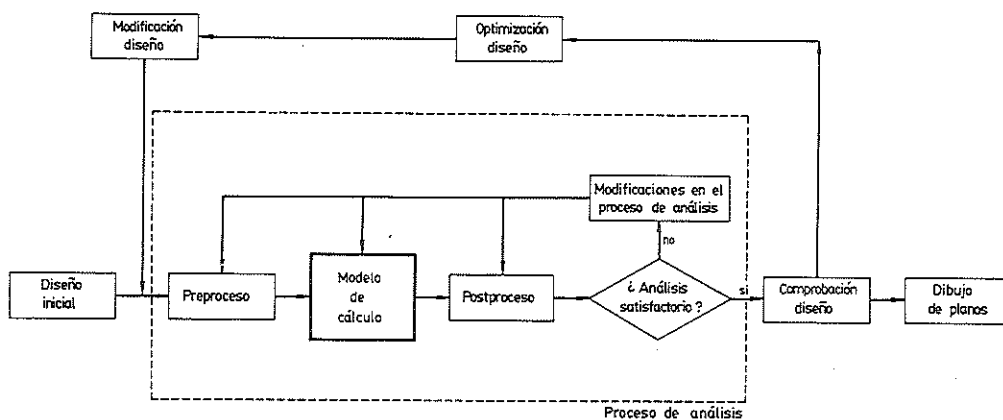 Modificación
diseño
Optimización
diseño
Modificaciones en el
proceso de análisis
no
Diseño
inicial
Preproceso
Modelo
de
cálculo
Postproceso
¿ Análisis
satisfactorio ?
si
Comprobación
diseño
Dibujo
de planos
Proceso de análisis